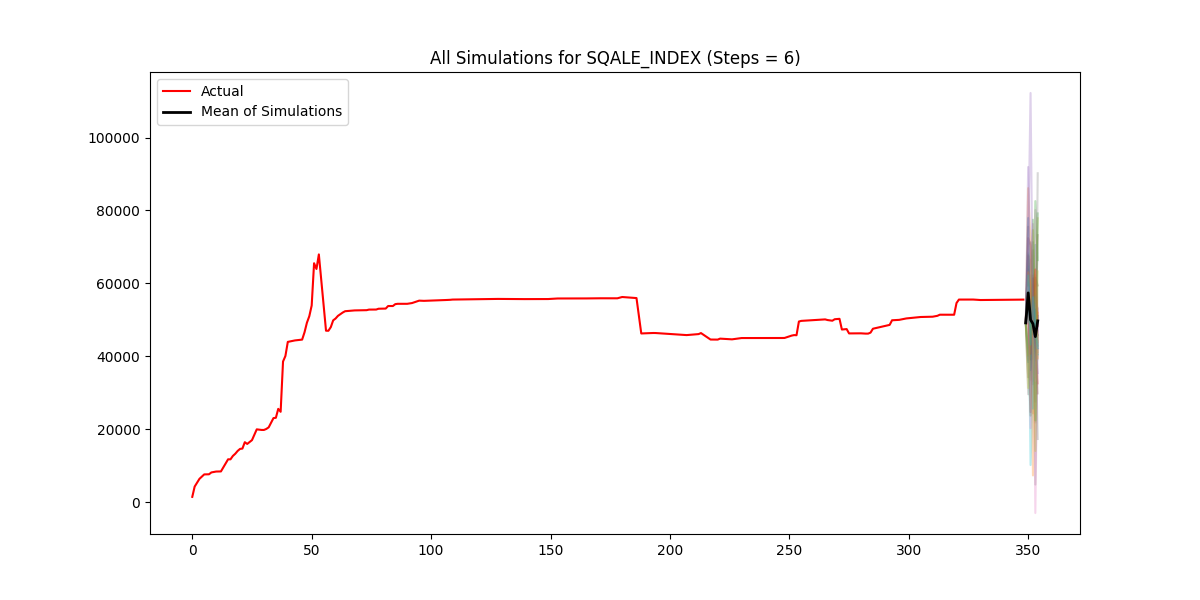 All Simulations for SQALE_INDEX (Steps = 6)
Actual
Mean of Simulations
100000
80000
60000
40000
20000
0
0 50 100 150 200 250 300 350